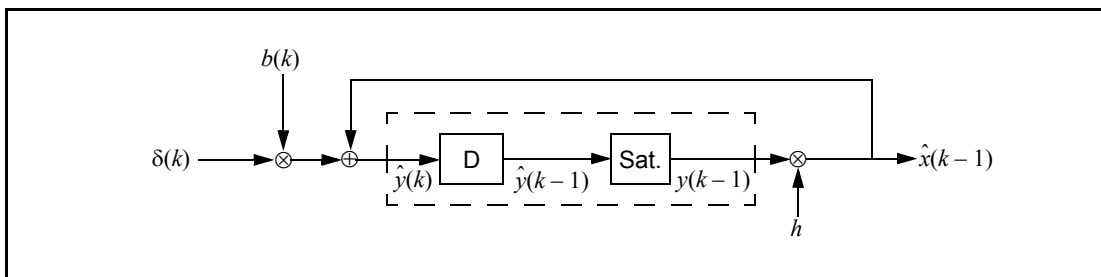 b(k)
δ(k)
D
Sat.
x̂(k – 1)
ŷ(k)
ŷ(k – 1)
y(k – 1)
h